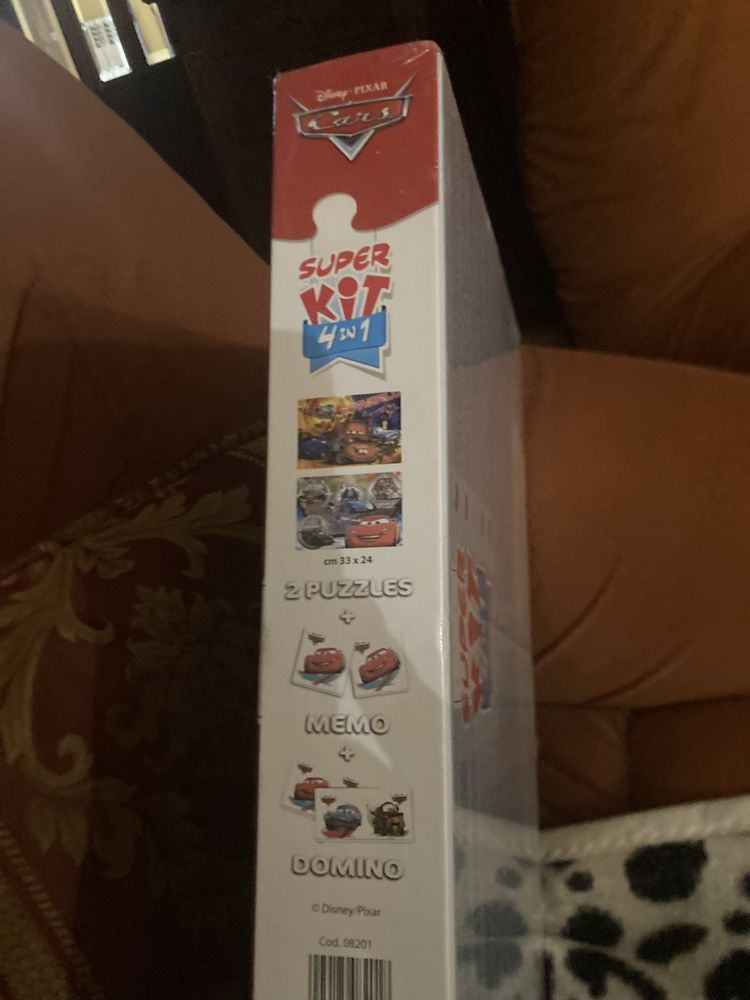 Disney·PIXAR
Cars
SUPER
KiT
4 IN 1
cm 33 x 24
2 PUZZLES
+
MEMO
+
DOMINO
© Disney/Pixar
Cod. 08201